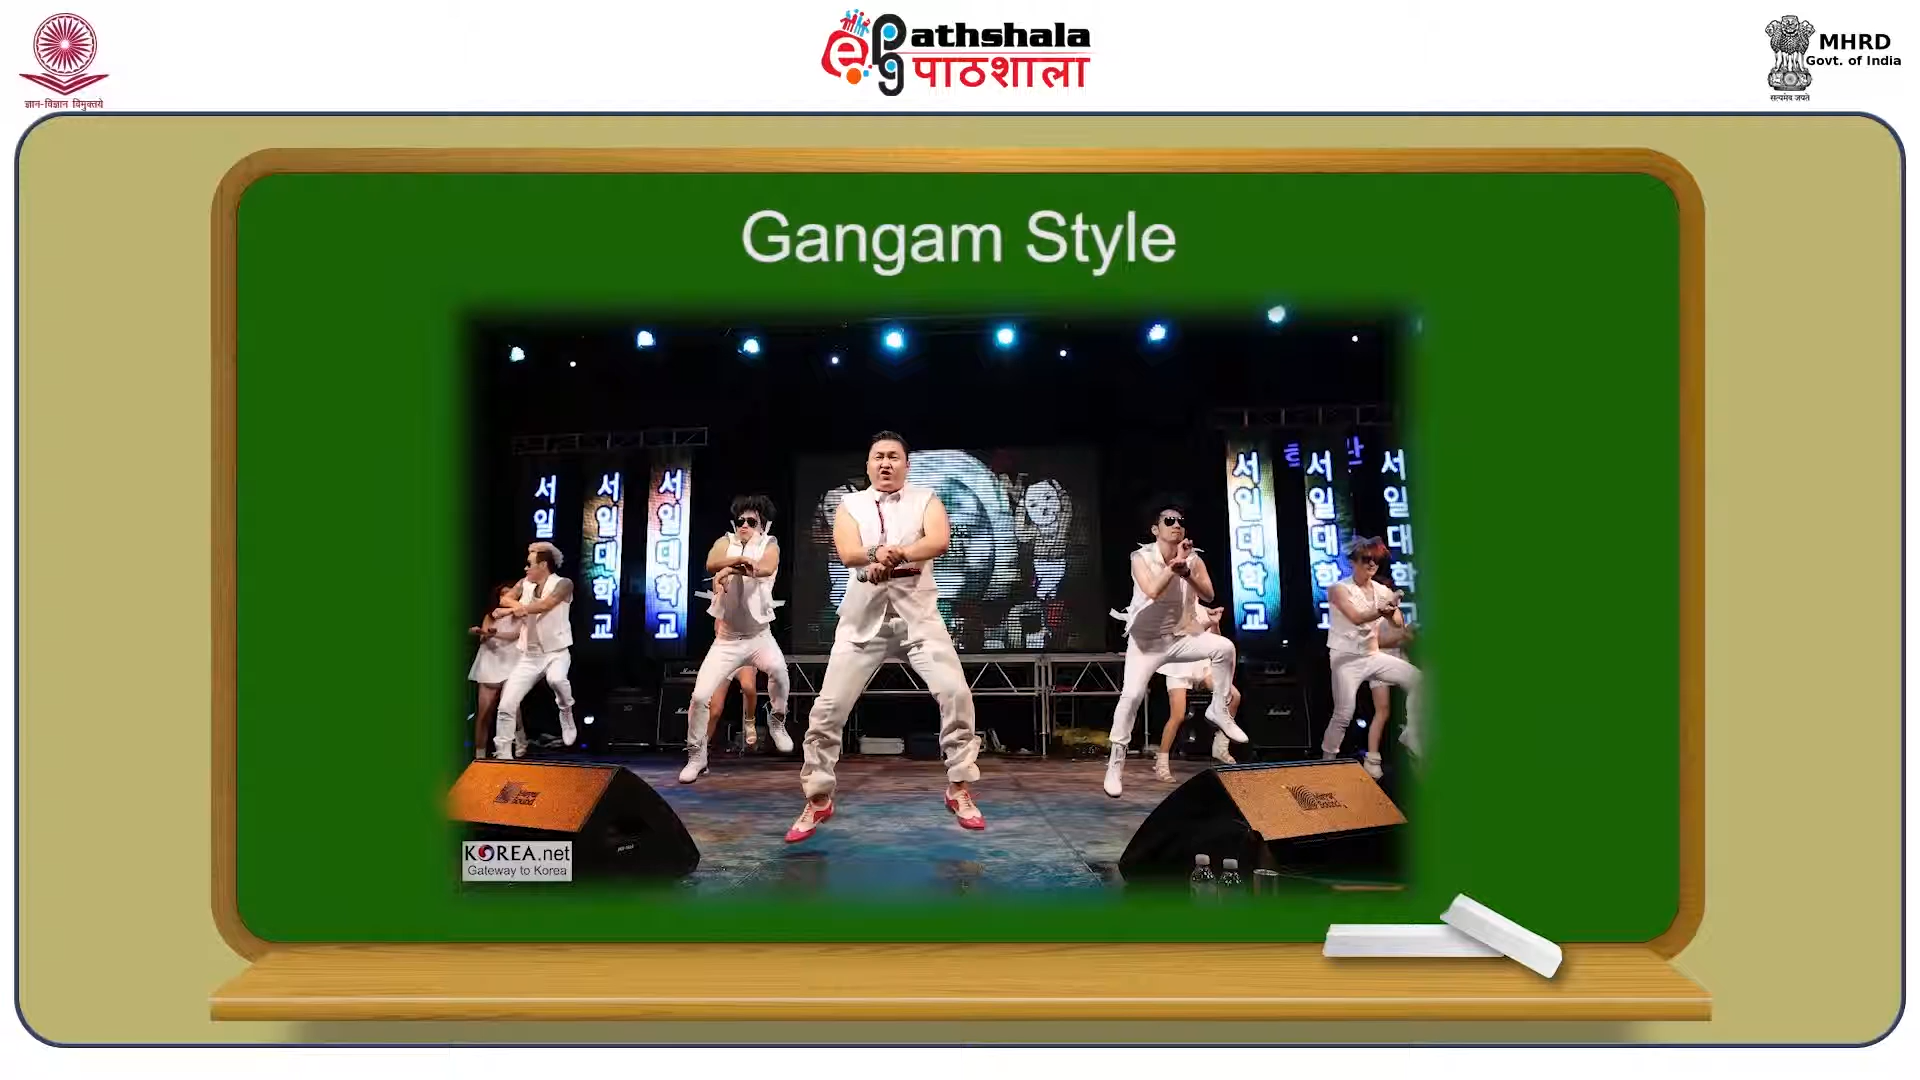 ज्ञान-विज्ञान विमुक्तये
ePathshala
पाठशाला
MHRD
Govt. of India
सत्यमेव जयते
Gangam Style
서일
서일대학교
서일대학교
서일대학교
서일대학교
서일대학교
KOREA.net
Gateway to Korea